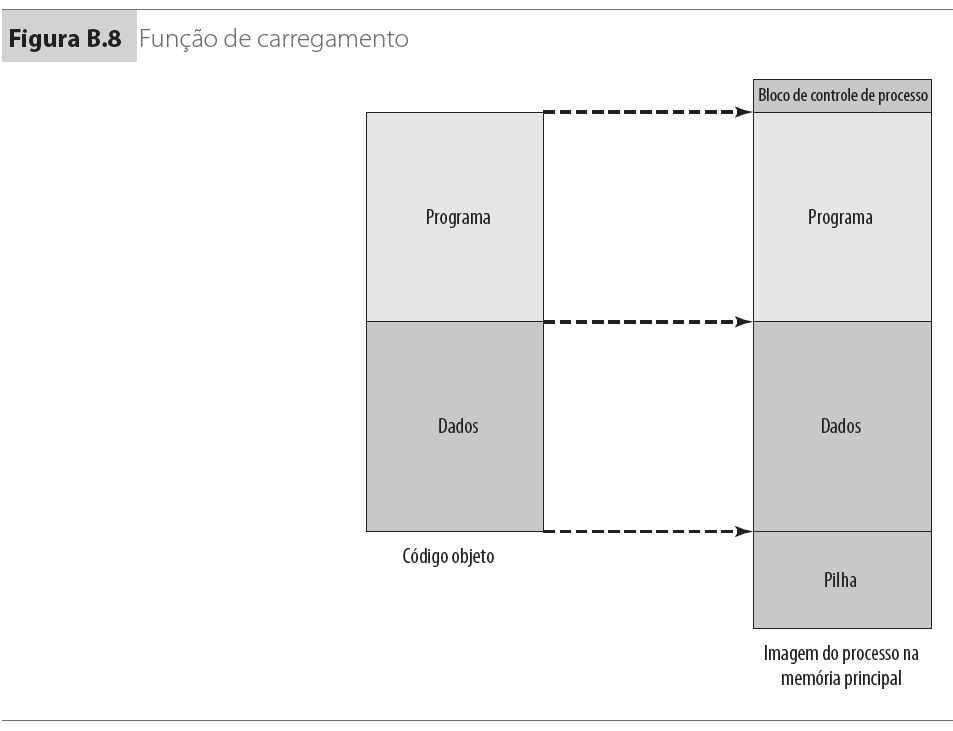 Figura B.8 Função de carregamento
Bloco de controle de processo
Programa
Programa
Dados
Dados
Código objeto
Pilha
Imagem do processo na
memória principal